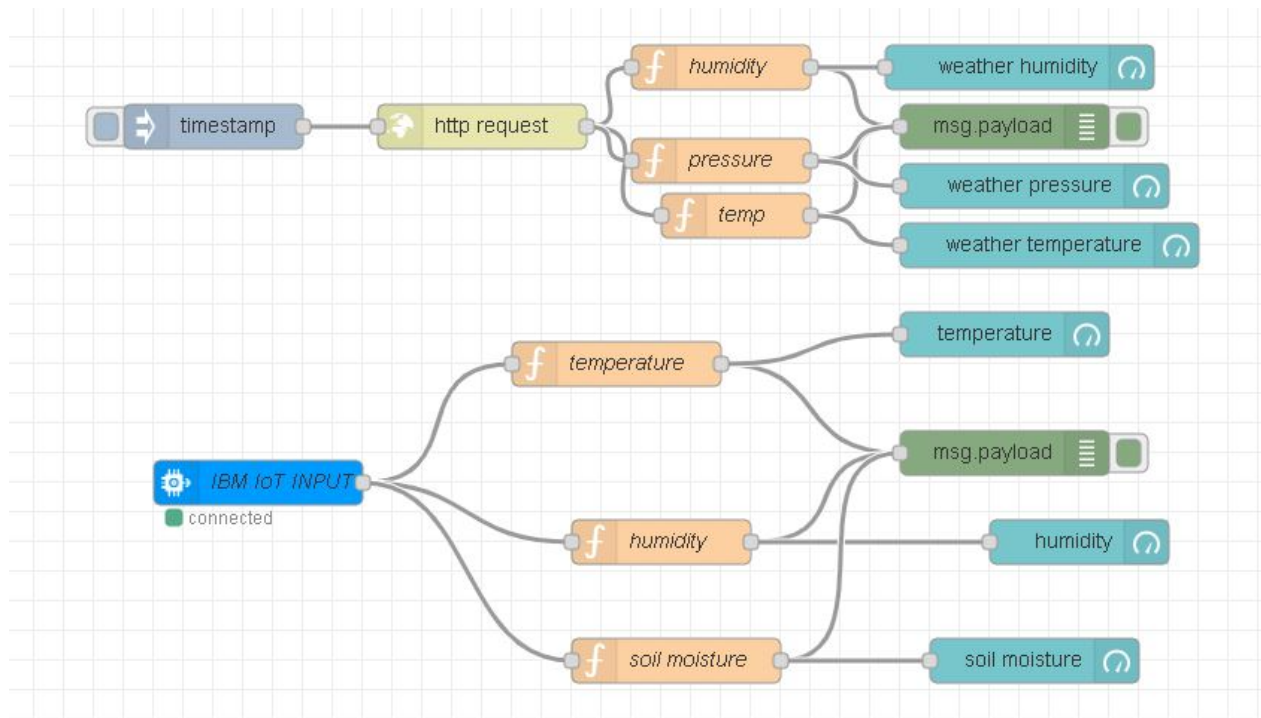 humidity
weather humidity
timestamp
http request
msg.payload
pressure
weather pressure
temp
weather temperature
temperature
temperature
msg.payload
IBM IoT INPUT
connected
humidity
humidity
soil moisture
soil moisture